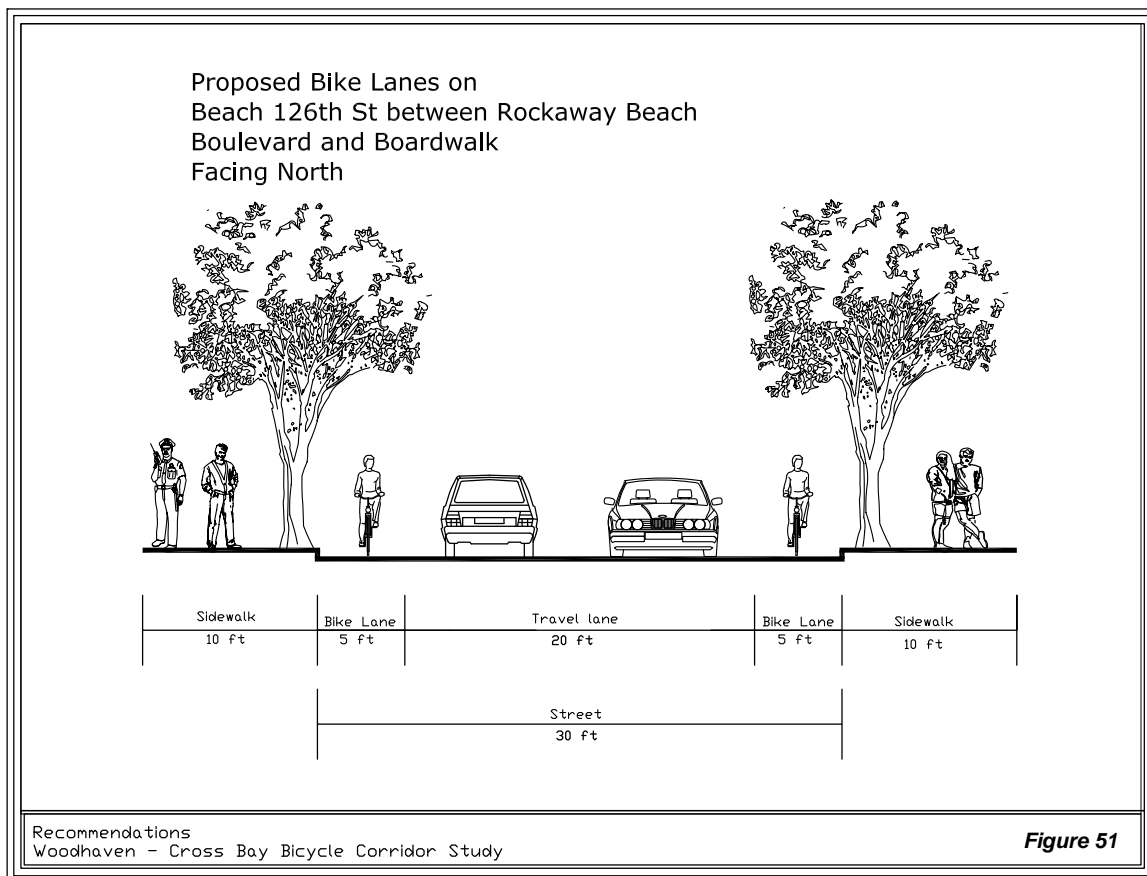 Proposed Bike Lanes on
Beach 126th St between Rockaway Beach
Boulevard and Boardwalk
Facing North
Sidewalk
10 ft
Bike Lane
5 ft
Travel lane
20 ft
Bike Lane
5 ft
Sidewalk
10 ft
Street
30 ft
Recommendations
Woodhaven - Cross Bay Bicycle Corridor Study
Figure 51